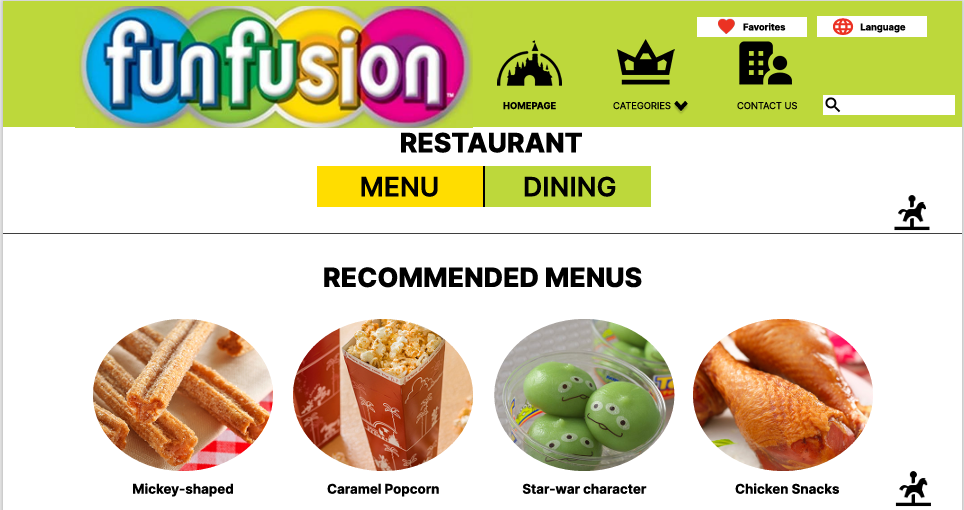 funfusion
TM
Favorites
Language
HOMEPAGE
CATEGORIES
CONTACT US
RESTAURANT
MENU
DINING
RECOMMENDED MENUS
Mickey-shaped
Caramel Popcorn
Star-war character
Chicken Snacks